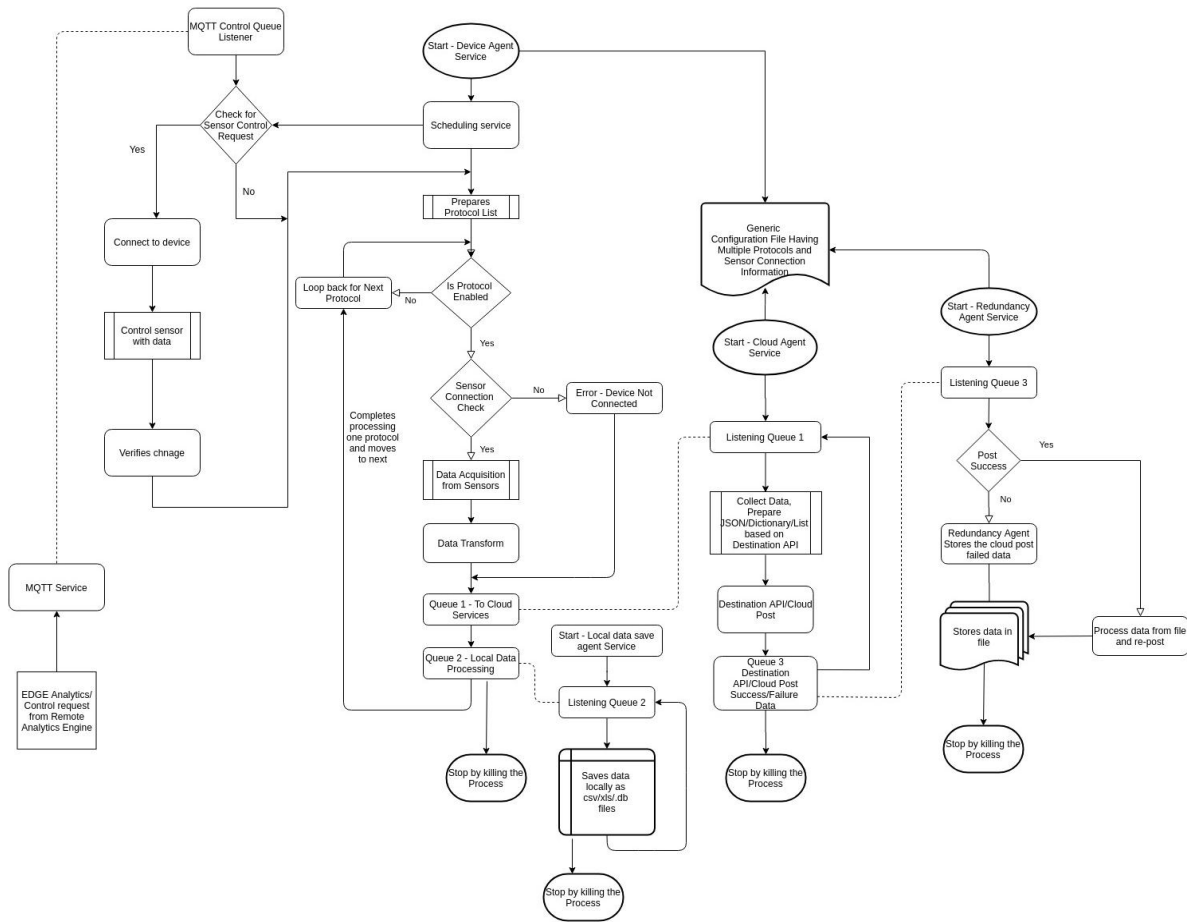 MQTT Control Queue
Listener
Start - Device Agent
Service
Check for
Sensor Control
Request
Scheduling service
Yes
No
Prepares
Protocol List
Connect to device
Generic
Configuration File Having
Multiple Protocols and
Sensor Connection
Information
Loop back for Next
Protocol
No
Is Protocol
Enabled
Yes
Start - Redundancy
Agent Service
Control sensor
with data
Start - Cloud Agent
Service
Sensor
Connection
Check
No
Error - Device Not
Connected
Listening Queue 3
Completes
processing
one protocol
and moves
to next
Yes
Listening Queue 1
Yes
Post
Success
No
Verifies chnage
Data Acquisition
from Sensors
Collect Data,
Prepare
JSON/Dictionary/List
based on
Destination API
Data Transform
Redundancy Agent
Stores the cloud post
failed data
MQTT Service
Queue 1 - To Cloud
Services
Destination API/Cloud
Post
Start - Local data save
agent Service
Stores data in
file
Process data from file
and re-post
Queue 2 - Local Data
Processing
Queue 3
Destination
API/Cloud Post
Success/Failure
Data
EDGE Analytics/
Control request
from Remote
Analytics Engine
Listening Queue 2
Stop by killing the
Process
Stop by killing the
Process
Stop by killing the
Process
Saves data
locally as
csv/xls/.db
files
Stop by killing the
Process